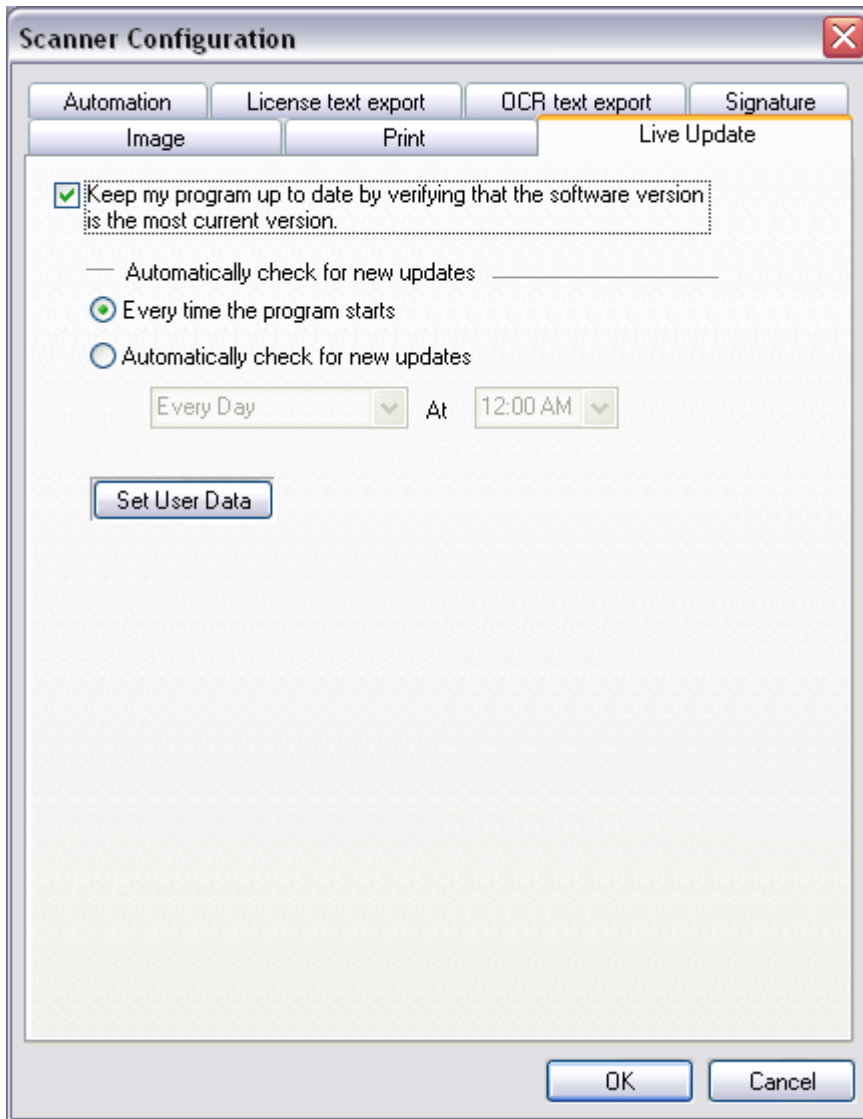 Scanner Configuration
Automation License text export OCR text export Signature
Image Print Live Update
Keep my program up to date by verifying that the software version
is the most current version.
Automatically check for new updates
Every time the program starts
Automatically check for new updates
Every Day At 12:00 AM
Set User Data
OK Cancel